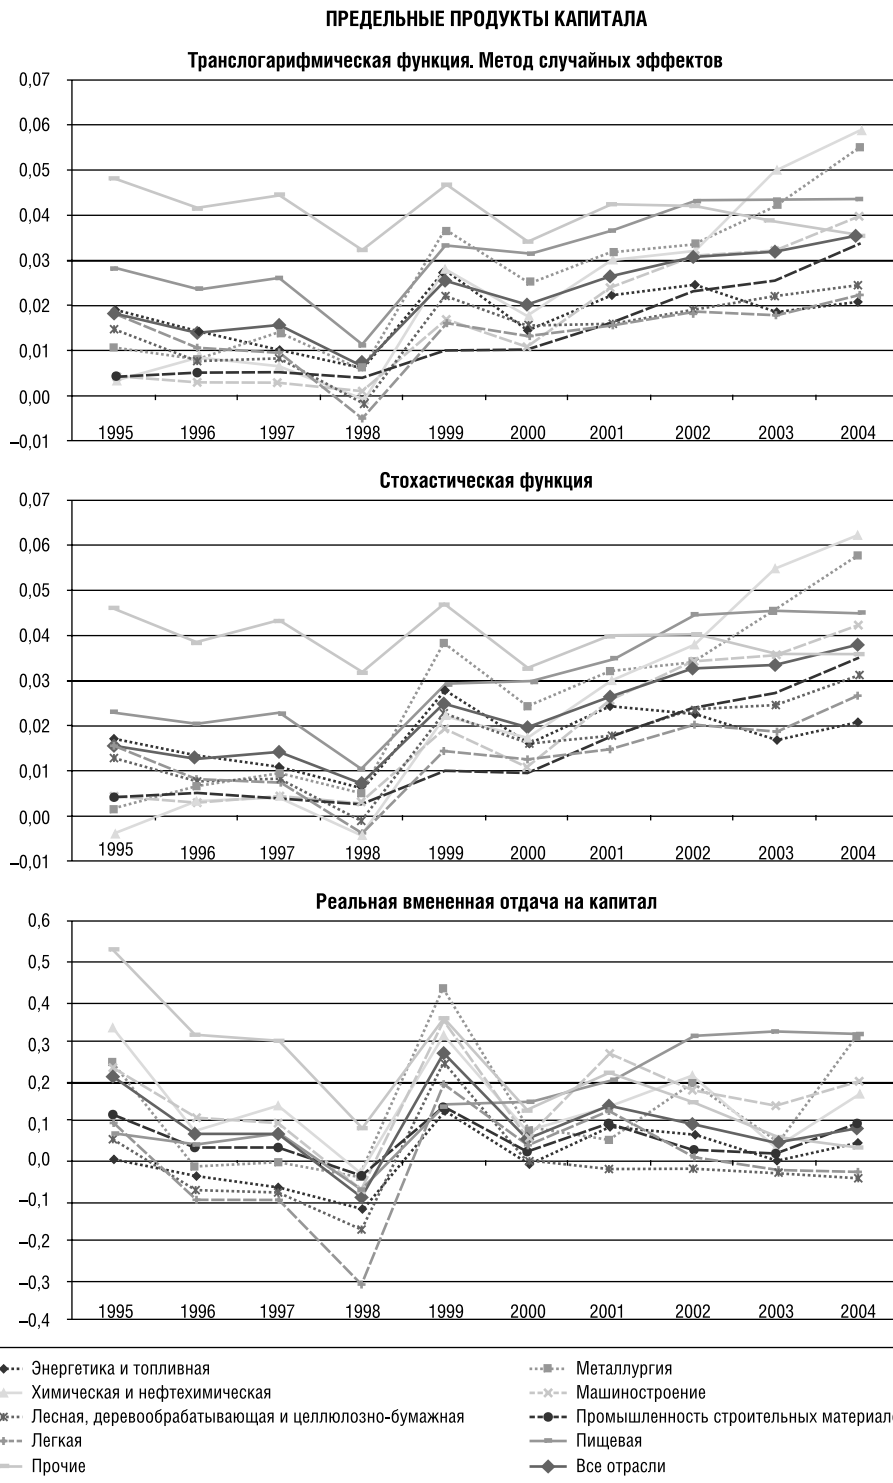 ПРЕДЕЛЬНЫЕ ПРОДУКТЫ КАПИТАЛА
Транслогарифмическая функция. Метод случайных эффектов
0,07
0,06
0,05
0,04
0,03
0,02
0,01
0,00
–0,01
1995 1996 1997 1998 1999 2000 2001 2002 2003 2004
Стохастическая функция
0,07
0,06
0,05
0,04
0,03
0,02
0,01
0,00
–0,01
1995 1996 1997 1998 1999 2000 2001 2002 2003 2004
Реальная вмененная отдача на капитал
0,6
0,5
0,4
0,3
0,2
0,1
0,0
–0,1
–0,2
–0,3
–0,4
1995 1996 1997 1998 1999 2000 2001 2002 2003 2004
Энергетика и топливная
Химическая и нефтехимическая
Лесная, деревообрабатывающая и целлюлозно-бумажная
Легкая
Прочие
Металлургия
Машиностроение
Промышленность строительных материало
Пищевая
Все отрасли